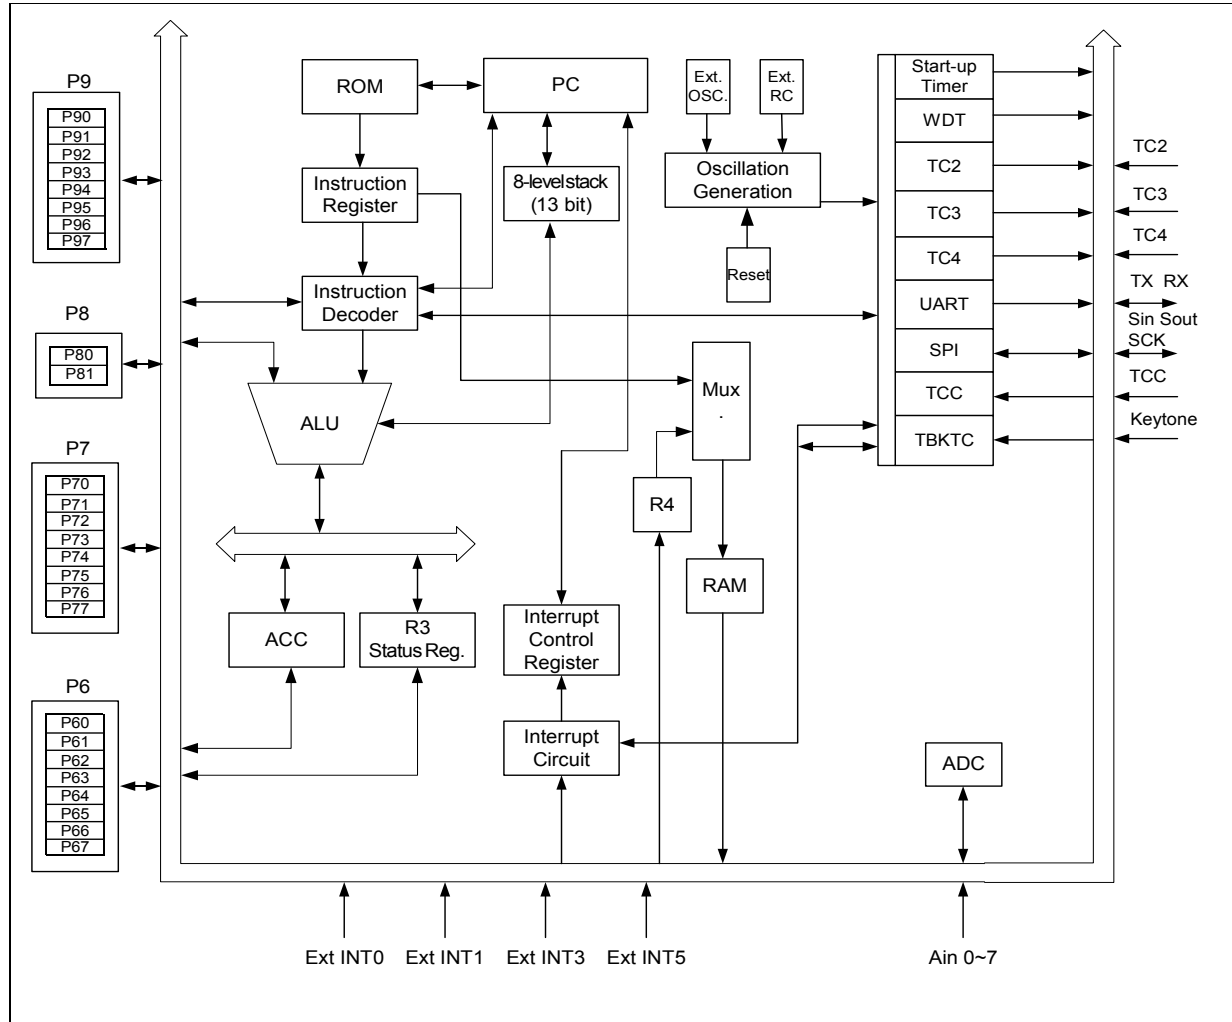 P9
P90
P91
P92
P93
P94
P95
P96
P97
P8
P80
P81
P7
P70
P71
P72
P73
P74
P75
P76
P77
P6
P60
P61
P62
P63
P64
P65
P66
P67
ROM
PC
Instruction
Register
8-levelstack
(13 bit)
Instruction
Decoder
ALU
ACC
R3
Status Reg.
Interrupt
Control
Register
Interrupt
Circuit
Ext.
OSC.
Ext.
RC
Oscillation
Generation
Reset
Mux
.
R4
RAM
ADC
Start-up
Timer
WDT
TC2
TC3
TC4
UART
SPI
TCC
TBKTC
TC2
TC3
TC4
TX RX
Sin Sout
SCK
TCC
Keytone
Ext INT0
Ext INT1
Ext INT3
Ext INT5
Ain 0~7